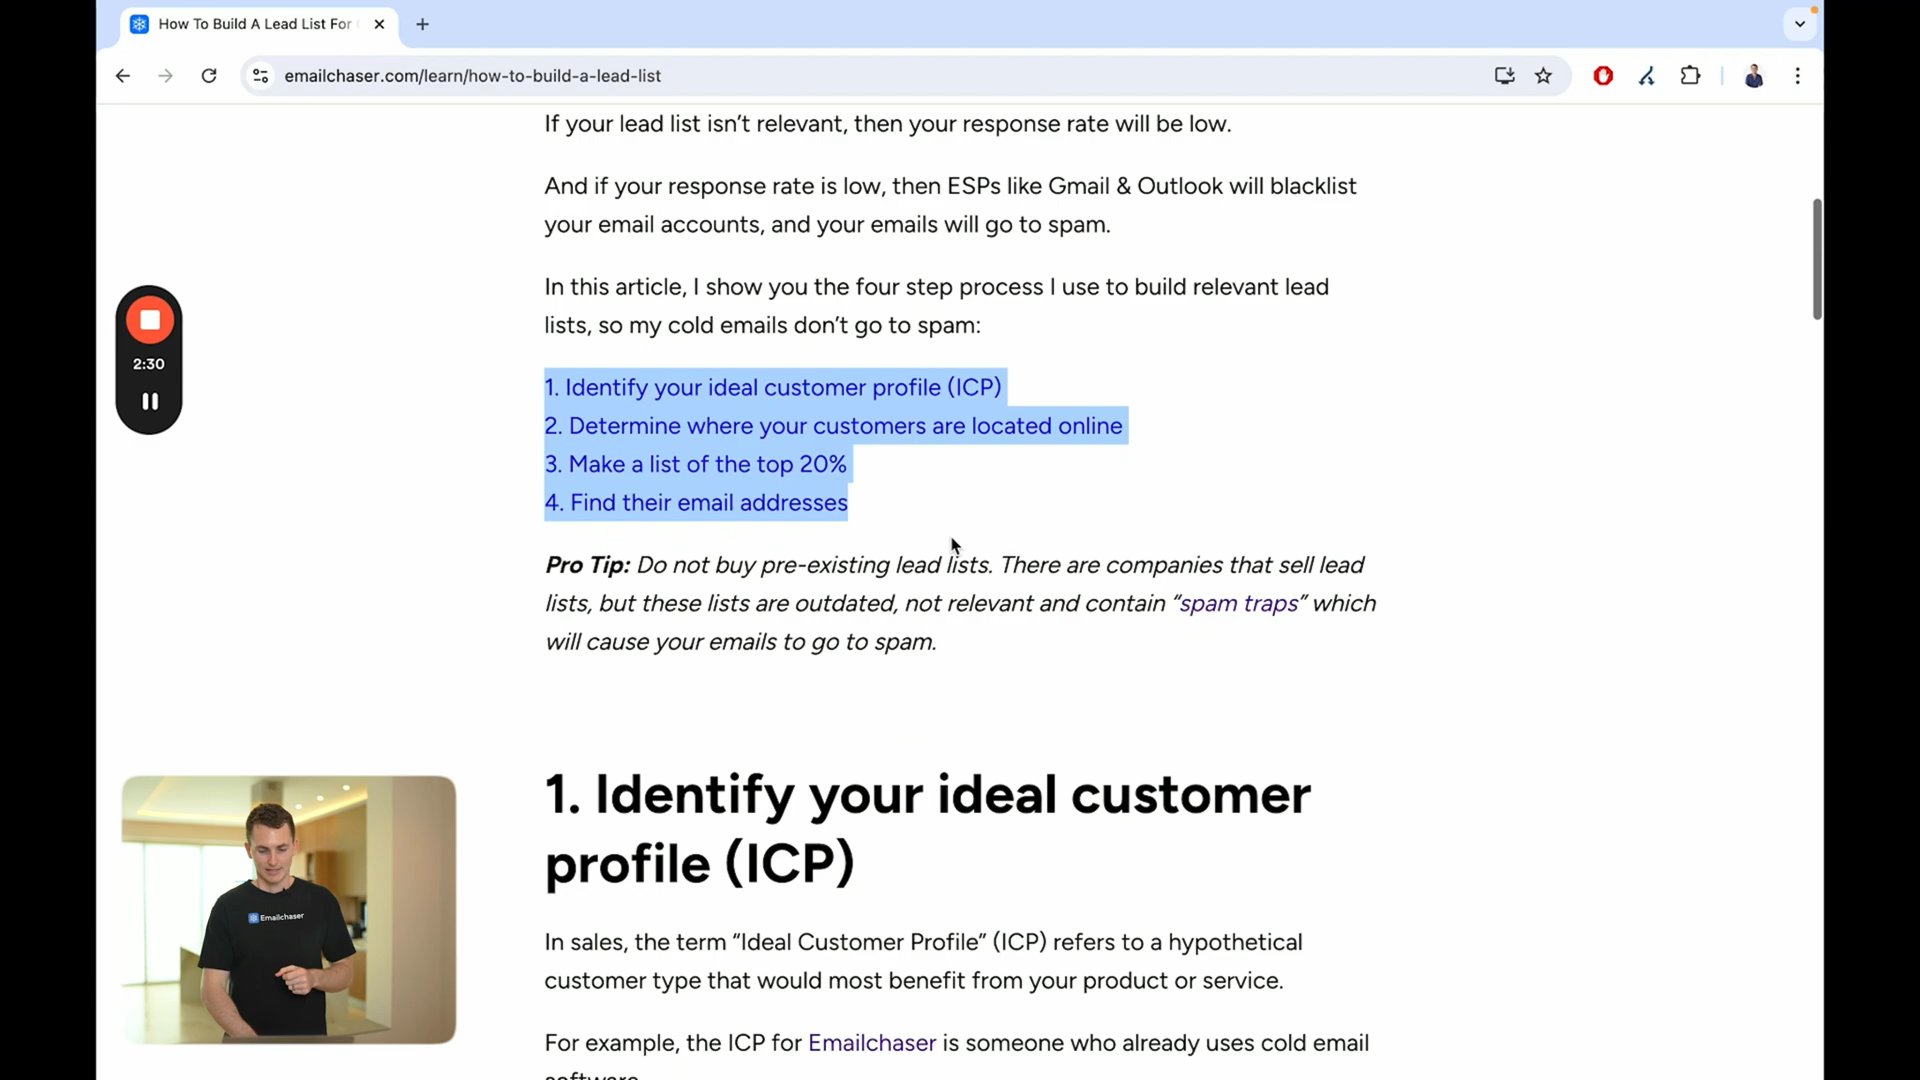 How To Build A Lead List For
emailchaser.com/learn/how-to-build-a-lead-list
If your lead list isn’t relevant, then your response rate will be low.
And if your response rate is low, then ESPs like Gmail & Outlook will blacklist
your email accounts, and your emails will go to spam.
In this article, I show you the four step process I use to build relevant lead
lists, so my cold emails don’t go to spam:
2:30
1. Identify your ideal customer profile (ICP)
2. Determine where your customers are located online
3. Make a list of the top 20%
4. Find their email addresses
Pro Tip: Do not buy pre-existing lead lists. There are companies that sell lead
lists, but these lists are outdated, not relevant and contain “spam traps” which
will cause your emails to go to spam.
1. Identify your ideal customer
profile (ICP)
Emailchaser
In sales, the term “Ideal Customer Profile” (ICP) refers to a hypothetical
customer type that would most benefit from your product or service.
For example, the ICP for Emailchaser is someone who already uses cold email
software